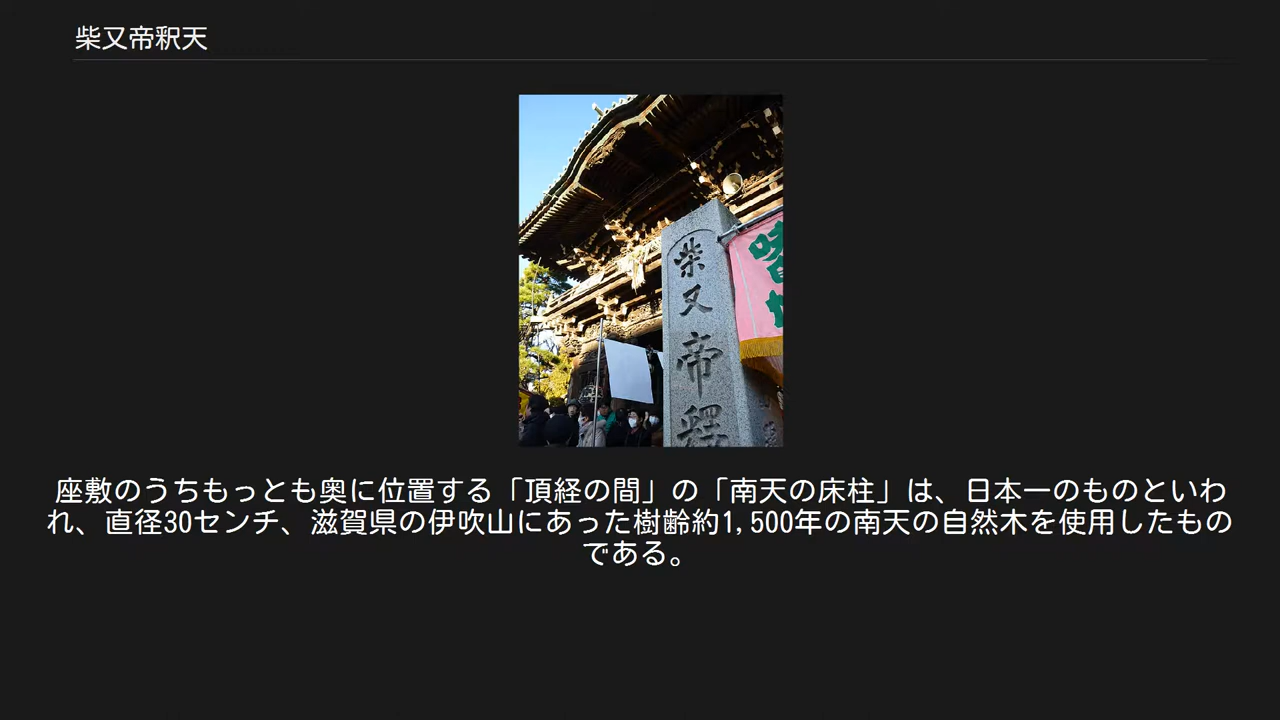 柴又帝釈天
柴又帝釋
座敷のうちもっとも奥に位置する「頂経の間」の「南天の床柱」は、日本一のものといわ
れ、直径30センチ、滋賀県の伊吹山にあった樹齢約1,500年の南天の自然木を使用したもの
である。